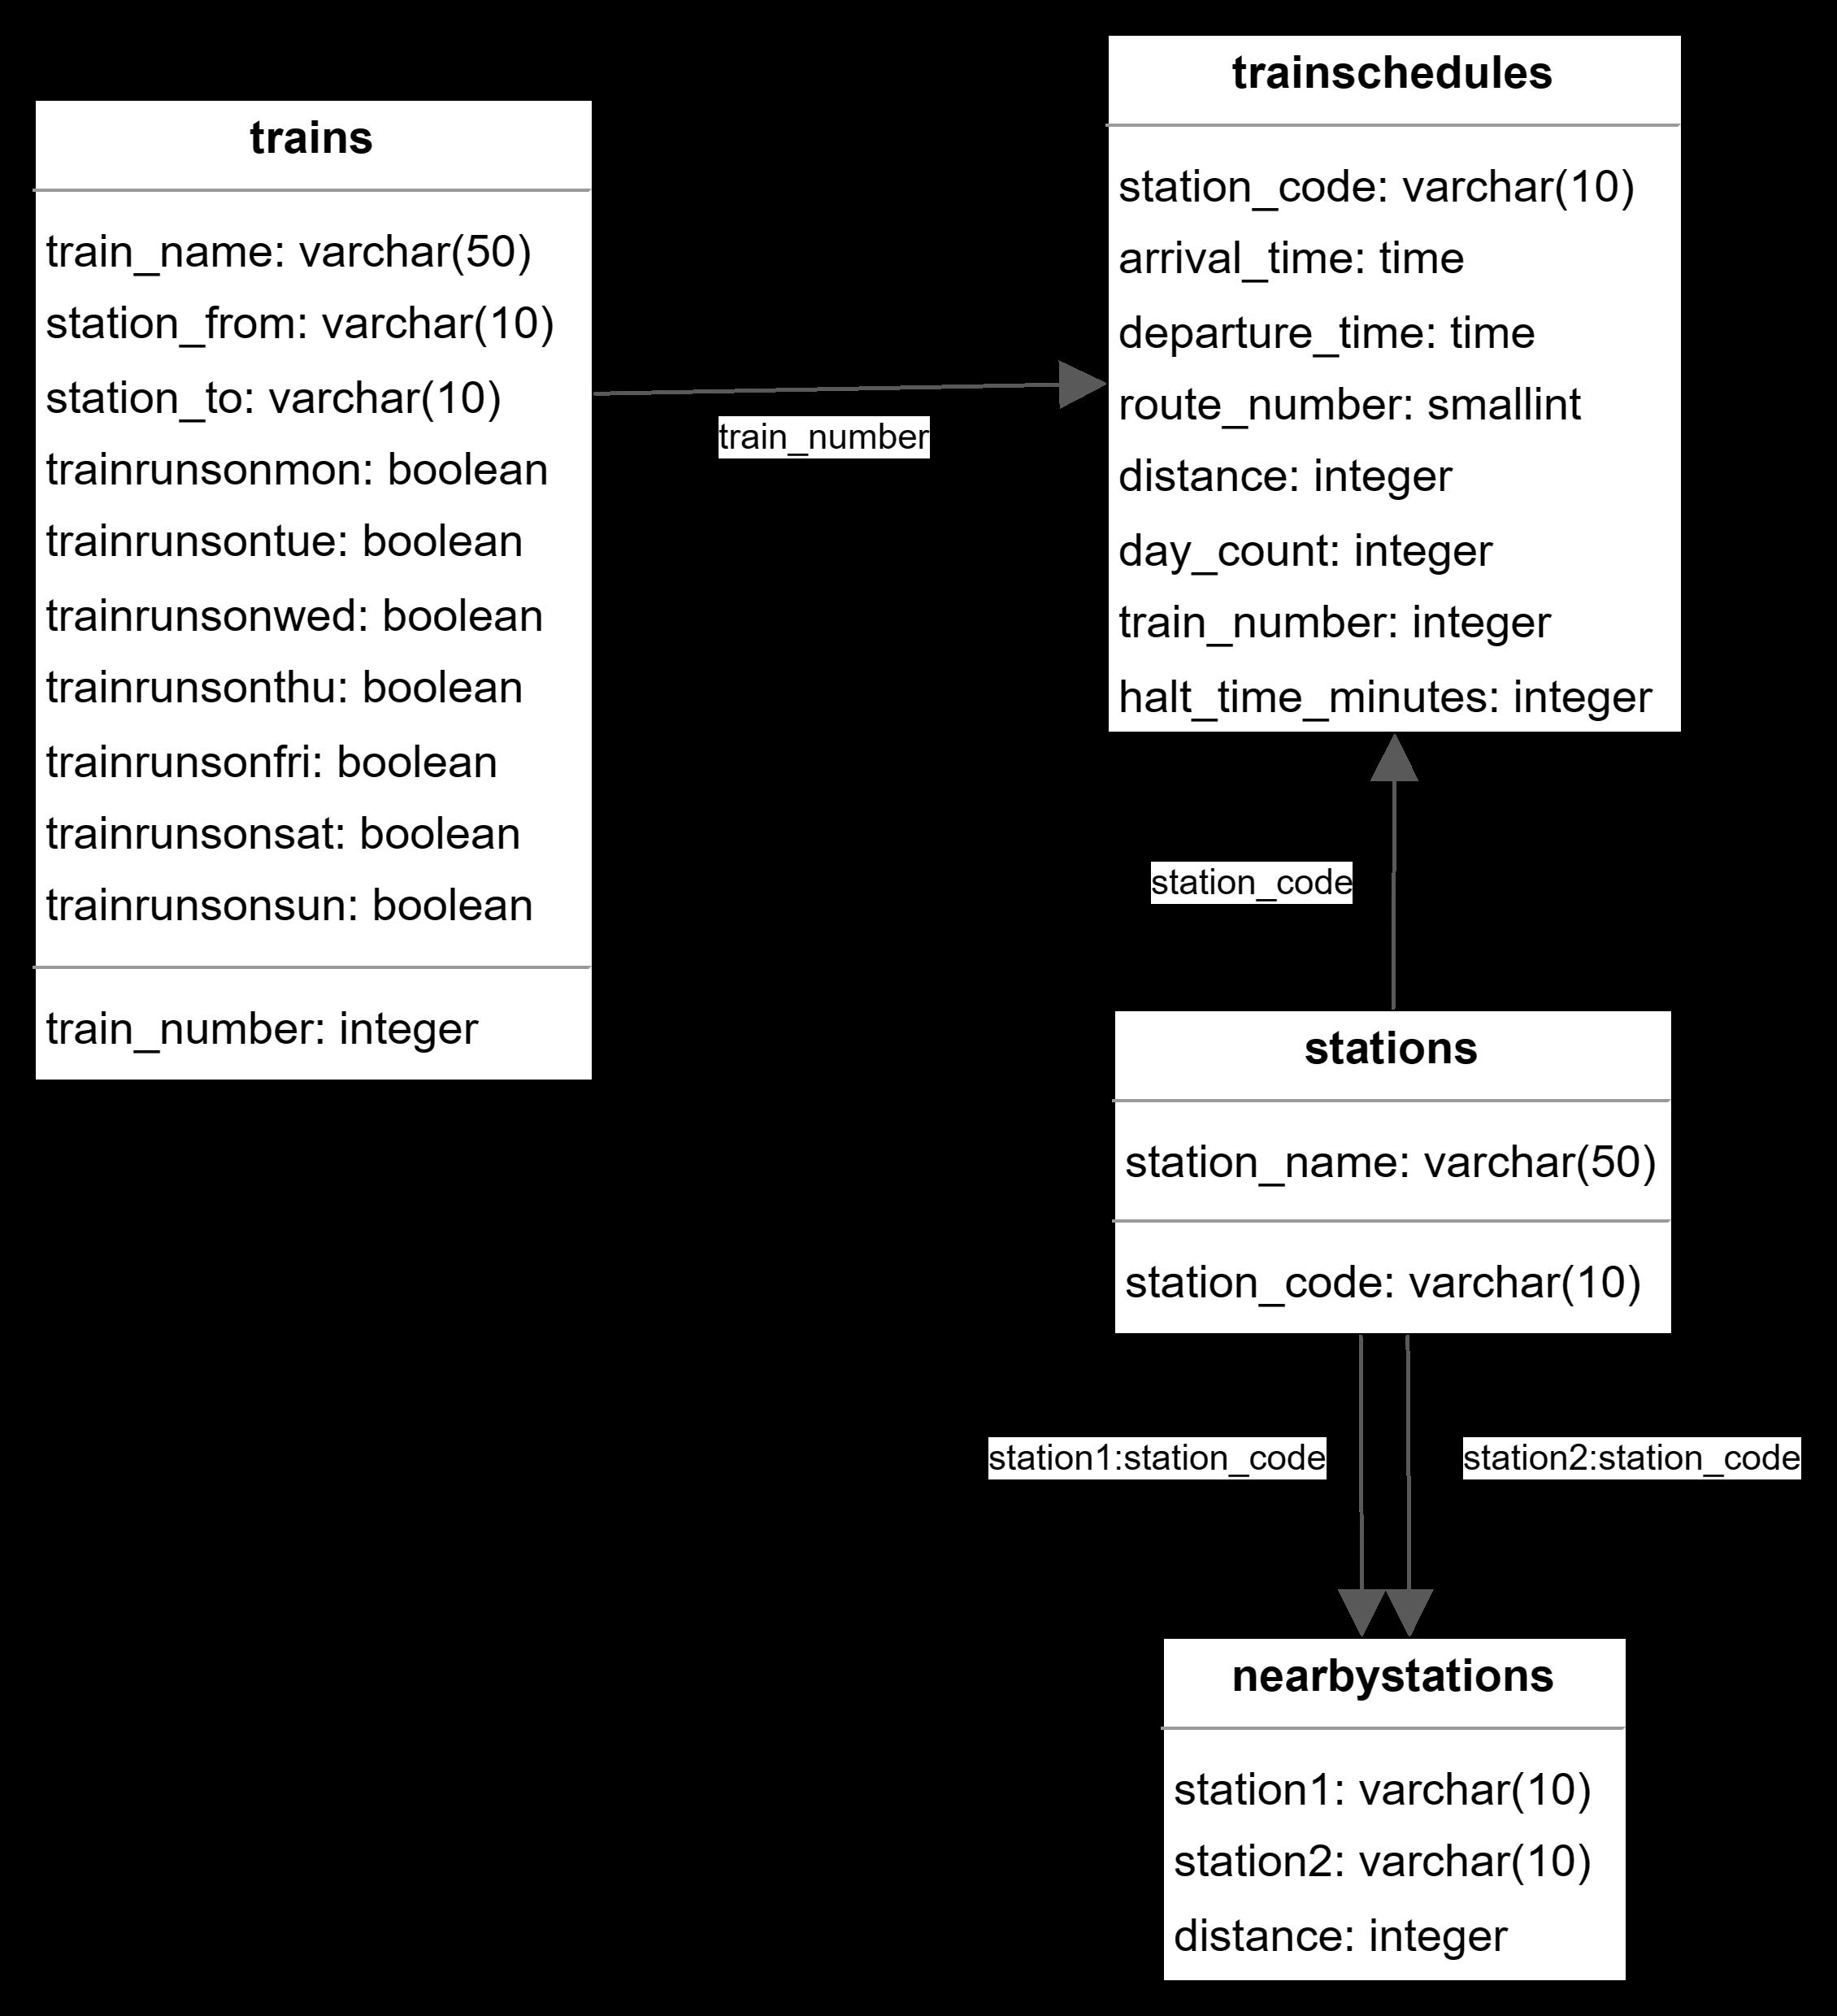 trains
train_name: varchar(50)
station_from: varchar(10)
station_to: varchar(10)
trainrunsonmon: boolean
trainrunsontue: boolean
trainrunsonwed: boolean
trainrunsonthu: boolean
trainrunsonfri: boolean
trainrunsonsat: boolean
trainrunsonsun: boolean
train_number: integer
train_number
trainschedules
station_code: varchar(10)
arrival_time: time
departure_time: time
route_number: smallint
distance: integer
day_count: integer
train_number: integer
halt_time_minutes: integer
station_code
stations
station_name: varchar(50)
station_code: varchar(10)
station1:station_code
station2:station_code
nearbystations
station1: varchar(10)
station2: varchar(10)
distance: integer